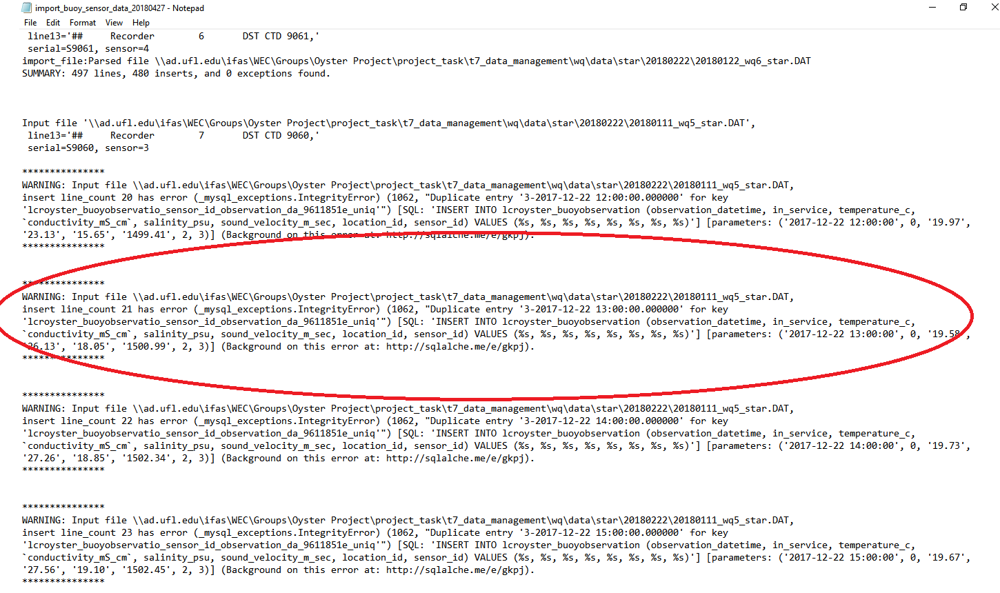 import_buoy_sensor_data_20180427 - Notepad
File Edit Format View Help
line13='## Recorder 6 DST CTD 9061,'
serial=S9061, sensor=4
import_file:Parsed file \\ad.ufl.edu\ifas\WEC\Groups\Oyster Project\project_task\t7_data_management\wq\data\star\20180222\20180122_wq6_star.DAT
SUMMARY: 497 lines, 480 inserts, and 0 exceptions found.
Input file '\\ad.ufl.edu\ifas\WEC\Groups\Oyster Project\project_task\t7_data_management\wq\data\star\20180222\20180111_wq5_star.DAT',
line13='## Recorder 7 DST CTD 9060,'
serial=S9060, sensor=3
***************
WARNING: Input file \\ad.ufl.edu\ifas\WEC\Groups\Oyster Project\project_task\t7_data_management\wq\data\star\20180222\20180111_wq5_star.DAT,
insert line_count 20 has error (_mysql_exceptions.IntegrityError) (1062, "Duplicate entry '3-2017-12-22 12:00:00.000000' for key
'lcroyster_buoyobservatio_sensor_id_observation_da_9611851e_uniq'") [SQL: 'INSERT INTO lcroyster_buoyobservation (observation_datetime, in_service, temperature_c,
`conductivity_mS_cm`, salinity_psu, sound_velocity_m_sec, location_id, sensor_id) VALUES (%s, %s, %s, %s, %s, %s, %s, %s)'] [parameters: ('2017-12-22 12:00:00', 0, '19.97',
'23.13', '15.65', '1499.41', 2, 3)] (Background on this error at: http://sqlalche.me/e/gkpj).
***************
***************
WARNING: Input file \\ad.ufl.edu\ifas\WEC\Groups\Oyster Project\project_task\t7_data_management\wq\data\star\20180222\20180111_wq5_star.DAT,
insert line_count 21 has error (_mysql_exceptions.IntegrityError) (1062, "Duplicate entry '3-2017-12-22 13:00:00.000000' for key
'lcroyster_buoyobservatio_sensor_id_observation_da_9611851e_uniq'") [SQL: 'INSERT INTO lcroyster_buoyobservation (observation_datetime, in_service, temperature_c,
`conductivity_mS_cm`, salinity_psu, sound_velocity_m_sec, location_id, sensor_id) VALUES (%s, %s, %s, %s, %s, %s, %s, %s)'] [parameters: ('2017-12-22 13:00:00', 0, '19.58',
'26.13', '18.05', '1500.99', 2, 3)] (Background on this error at: http://sqlalche.me/e/gkpj).
***************
***************
WARNING: Input file \\ad.ufl.edu\ifas\WEC\Groups\Oyster Project\project_task\t7_data_management\wq\data\star\20180222\20180111_wq5_star.DAT,
insert line_count 22 has error (_mysql_exceptions.IntegrityError) (1062, "Duplicate entry '3-2017-12-22 14:00:00.000000' for key
'lcroyster_buoyobservatio_sensor_id_observation_da_9611851e_uniq'") [SQL: 'INSERT INTO lcroyster_buoyobservation (observation_datetime, in_service, temperature_c,
`conductivity_mS_cm`, salinity_psu, sound_velocity_m_sec, location_id, sensor_id) VALUES (%s, %s, %s, %s, %s, %s, %s, %s)'] [parameters: ('2017-12-22 14:00:00', 0, '19.73',
'27.26', '18.85', '1502.34', 2, 3)] (Background on this error at: http://sqlalche.me/e/gkpj).
***************
***************
WARNING: Input file \\ad.ufl.edu\ifas\WEC\Groups\Oyster Project\project_task\t7_data_management\wq\data\star\20180222\20180111_wq5_star.DAT,
insert line_count 23 has error (_mysql_exceptions.IntegrityError) (1062, "Duplicate entry '3-2017-12-22 15:00:00.000000' for key
'lcroyster_buoyobservatio_sensor_id_observation_da_9611851e_uniq'") [SQL: 'INSERT INTO lcroyster_buoyobservation (observation_datetime, in_service, temperature_c,
`conductivity_mS_cm`, salinity_psu, sound_velocity_m_sec, location_id, sensor_id) VALUES (%s, %s, %s, %s, %s, %s, %s, %s)'] [parameters: ('2017-12-22 15:00:00', 0, '19.67',
'27.56', '19.10', '1502.45', 2, 3)] (Background on this error at: http://sqlalche.me/e/gkpj).
***************